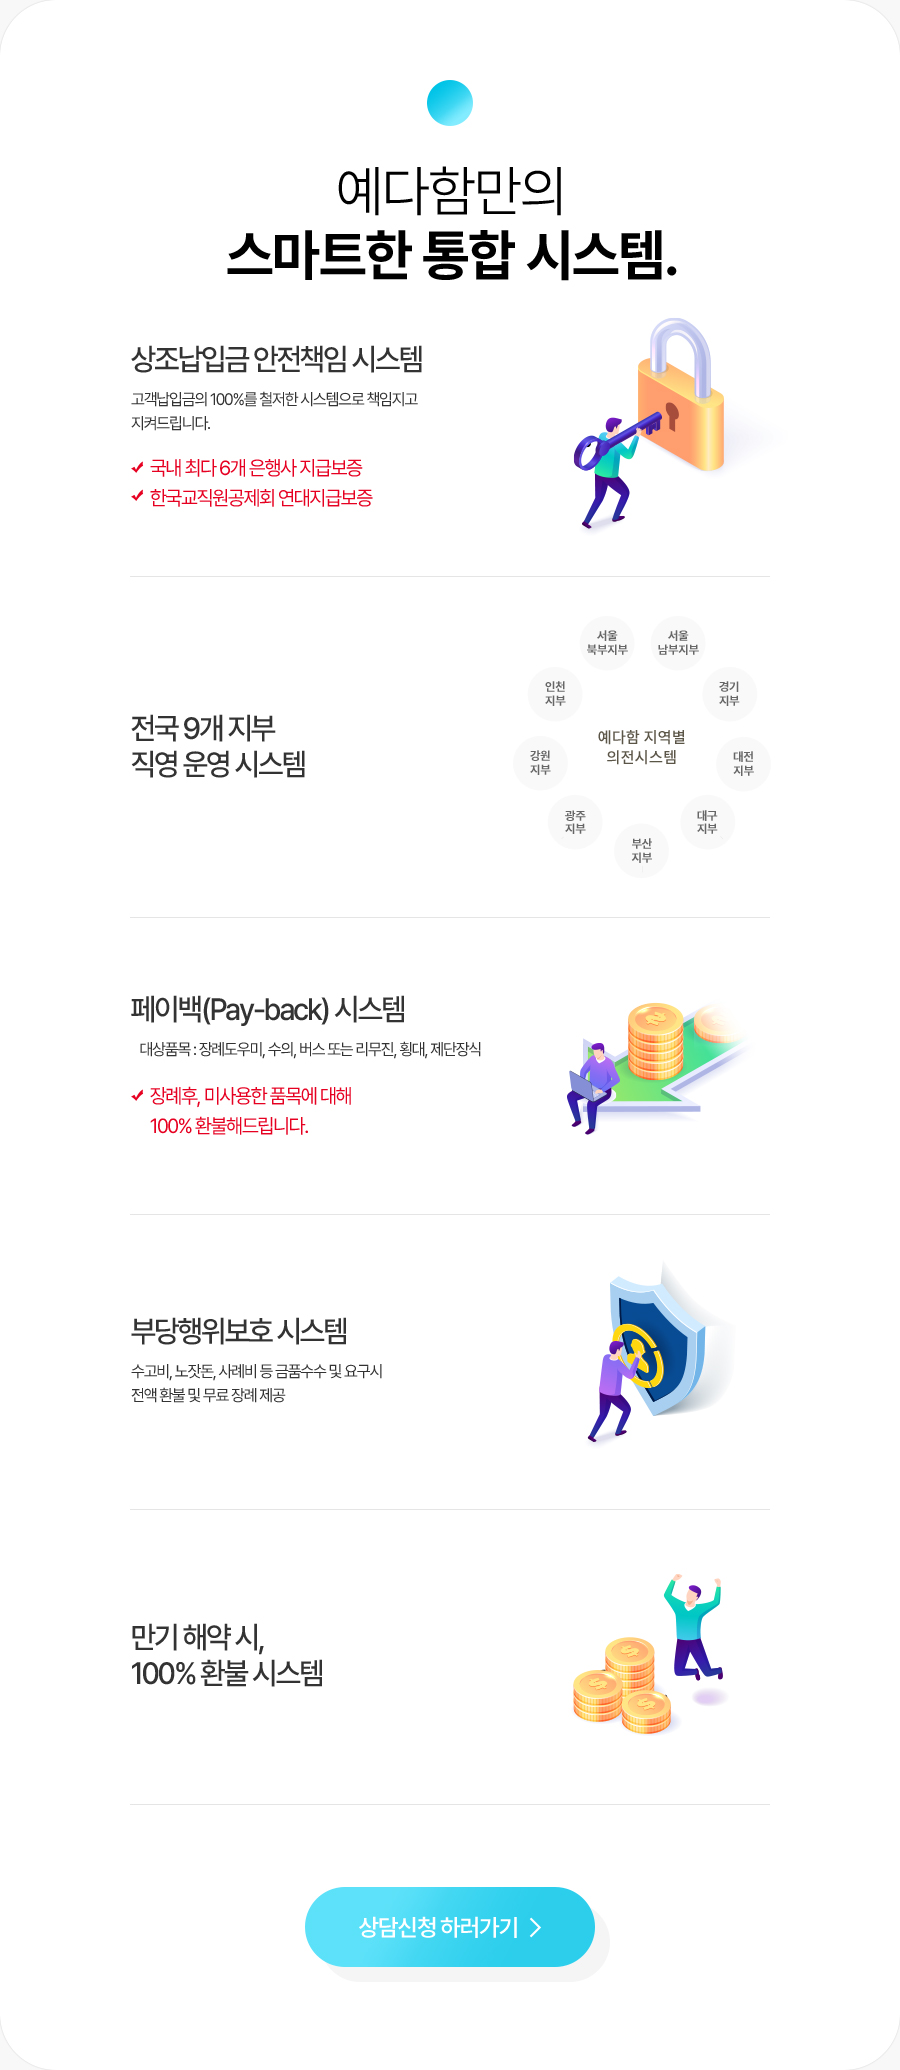 예다함만의
스마트한 통합 시스템.
상조납입금 안전책임 시스템
고객납입금의 100%를 철저한 시스템으로 책임지고
지켜드립니다.
국내 최다 6개 은행사 지급보증
한국교직원공제회 연대지급보증
전국 9개 지부
직영 운영 시스템
서울
북부지부
서울
남부지부
인천
지부
경기
지부
예다함 지역별
의전시스템
강원
지부
대전
지부
광주
지부
대구
지부
부산
지부
페이백(Pay-back) 시스템
대상품목 : 장례도우미, 수의, 버스 또는 리무진, 횡대, 제단장식
장례후, 미사용한 품목에 대해
100% 환불해드립니다.
부당행위보호 시스템
수고비, 노잣돈, 사례비 등 금품수수 및 요구시
전액 환불 및 무료 장례 제공
만기 해약 시,
100% 환불 시스템
상담신청 하러가기